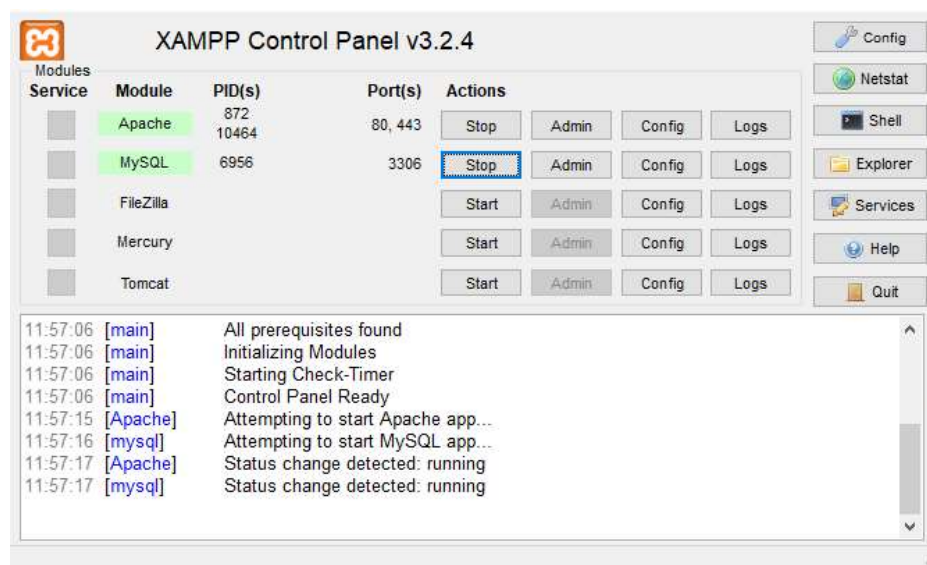 XAMPP Control Panel v3.2.4
Config
Modules
Service Module PID(s) Port(s) Actions
Netstat
Apache 872 10464 80, 443 Stop Admin Config Logs
Shell
MySQL 6956 3306 Stop Admin Config Logs
Explorer
FileZilla Start Admin Config Logs
Services
Mercury Start Admin Config Logs
Help
Tomcat Start Admin Config Logs
Quit
11:57:06 [main] All prerequisites found
11:57:06 [main] Initializing Modules
11:57:06 [main] Starting Check-Timer
11:57:06 [main] Control Panel Ready
11:57:15 [Apache] Attempting to start Apache app...
11:57:16 [mysql] Attempting to start MySQL app...
11:57:17 [Apache] Status change detected: running
11:57:17 [mysql] Status change detected: running